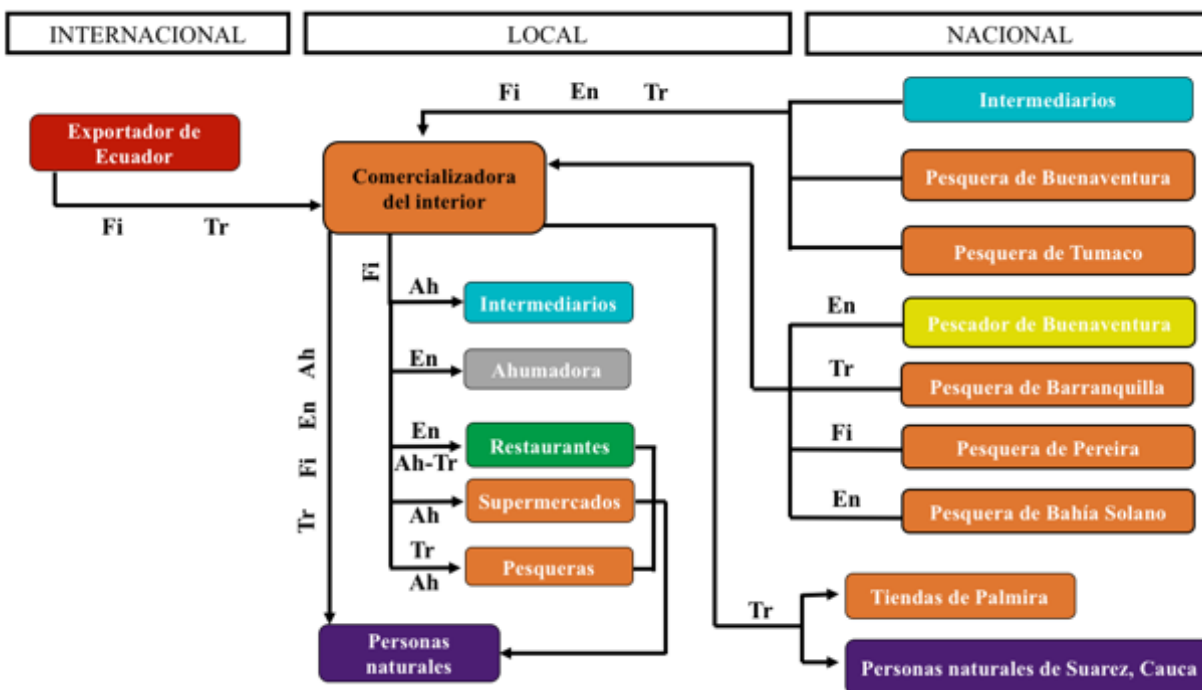 INTERNACIONAL
LOCAL
NACIONAL
Fi En Tr
Intermediarios
Exportador de
Ecuador
Comercializadora
del interior
Pesquera de Buenaventura
Fi Tr
Pesquera de Tumaco
Fi
Ah
Intermediarios
En
Pescador de Buenaventura
En
Ahumadora
Tr
Pesquera de Barranquilla
Tr Fi En Ah
En
Ah-Tr
Restaurantes
Fi
Pesquera de Pereira
Ah
Supermercados
En
Pesquera de Bahía Solano
Tr
Ah
Pesqueras
Tr
Tiendas de Palmira
Personas
naturales
Personas naturales de Suarez, Cauca